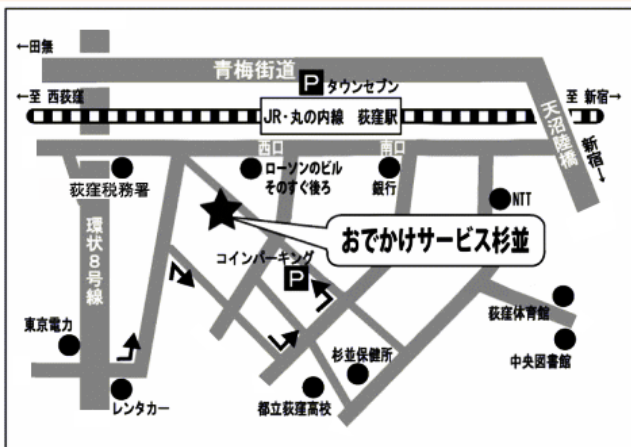 ←田無
青梅街道
P タウンセブン
←至 西荻窪
至 新宿→
JR・丸の内線 荻窪駅
天沼陸橋
新宿→
西口
南口
荻窪税務署
ローソンのビル
そのすぐ後ろ
銀行
NTT
環状8号線
おでかけサービス杉並
コインパーキング
P
荻窪体育館
東京電力
杉並保健所
中央図書館
レンタカー
都立荻窪高校